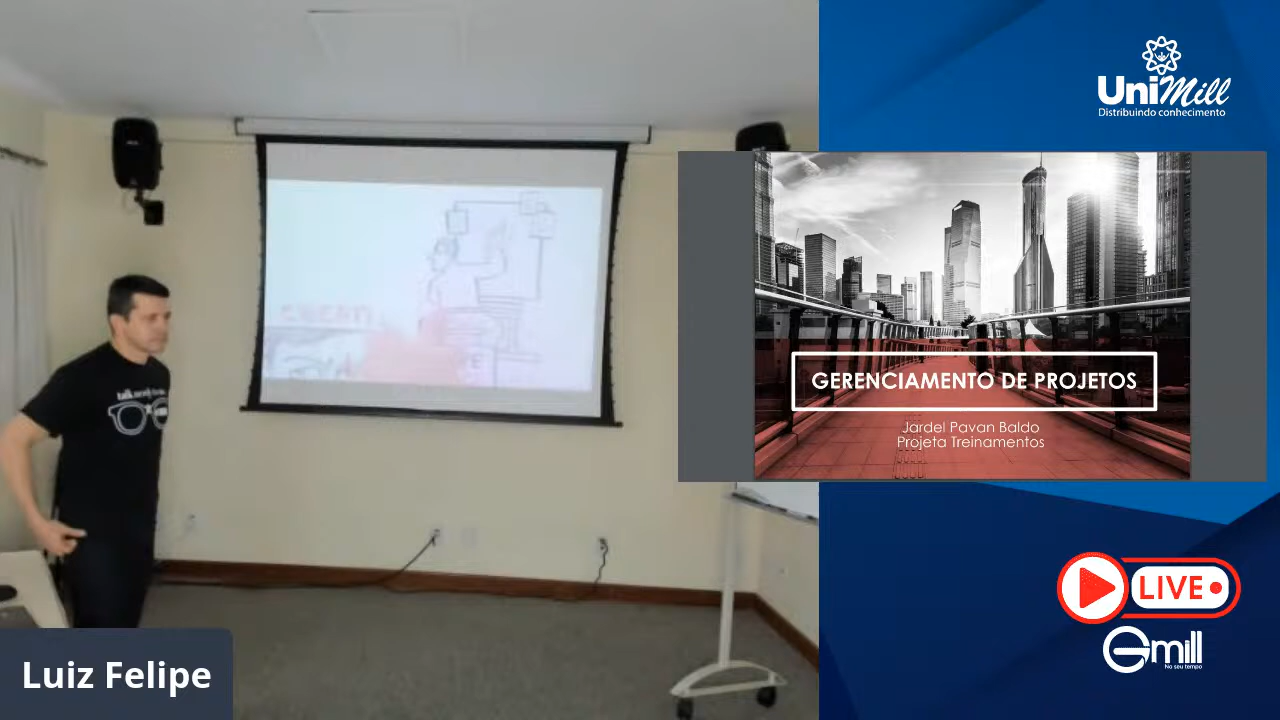 UniMill
Distribuindo conhecimento
GERENCIAMENTO DE PROJETOS
Jardel Pavan Baldo
Projeta Treinamentos
LIVE
Gmill
No seu tempo
Luiz Felipe